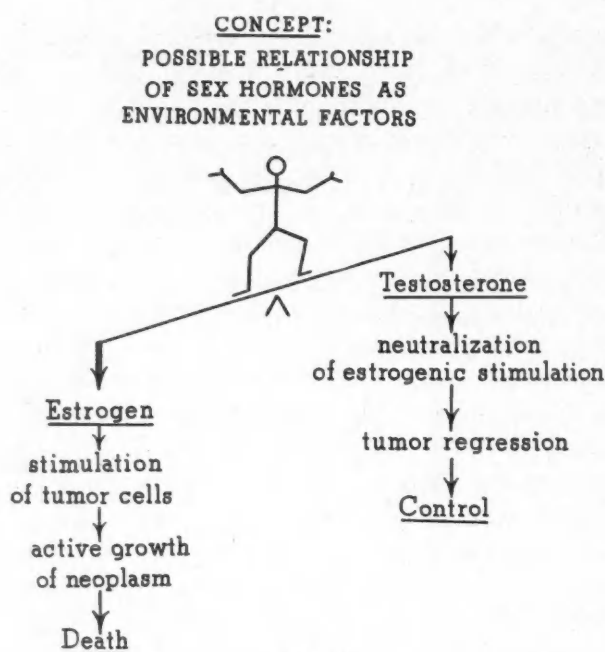 CONCEPT:
POSSIBLE RELATIONSHIP
OF SEX HORMONES AS
ENVIRONMENTAL FACTORS
Testosterone
neutralization
of estrogenic stimulation
tumor regression
Control
Estrogen
stimulation
of tumor cells
active growth
of neoplasm
Death